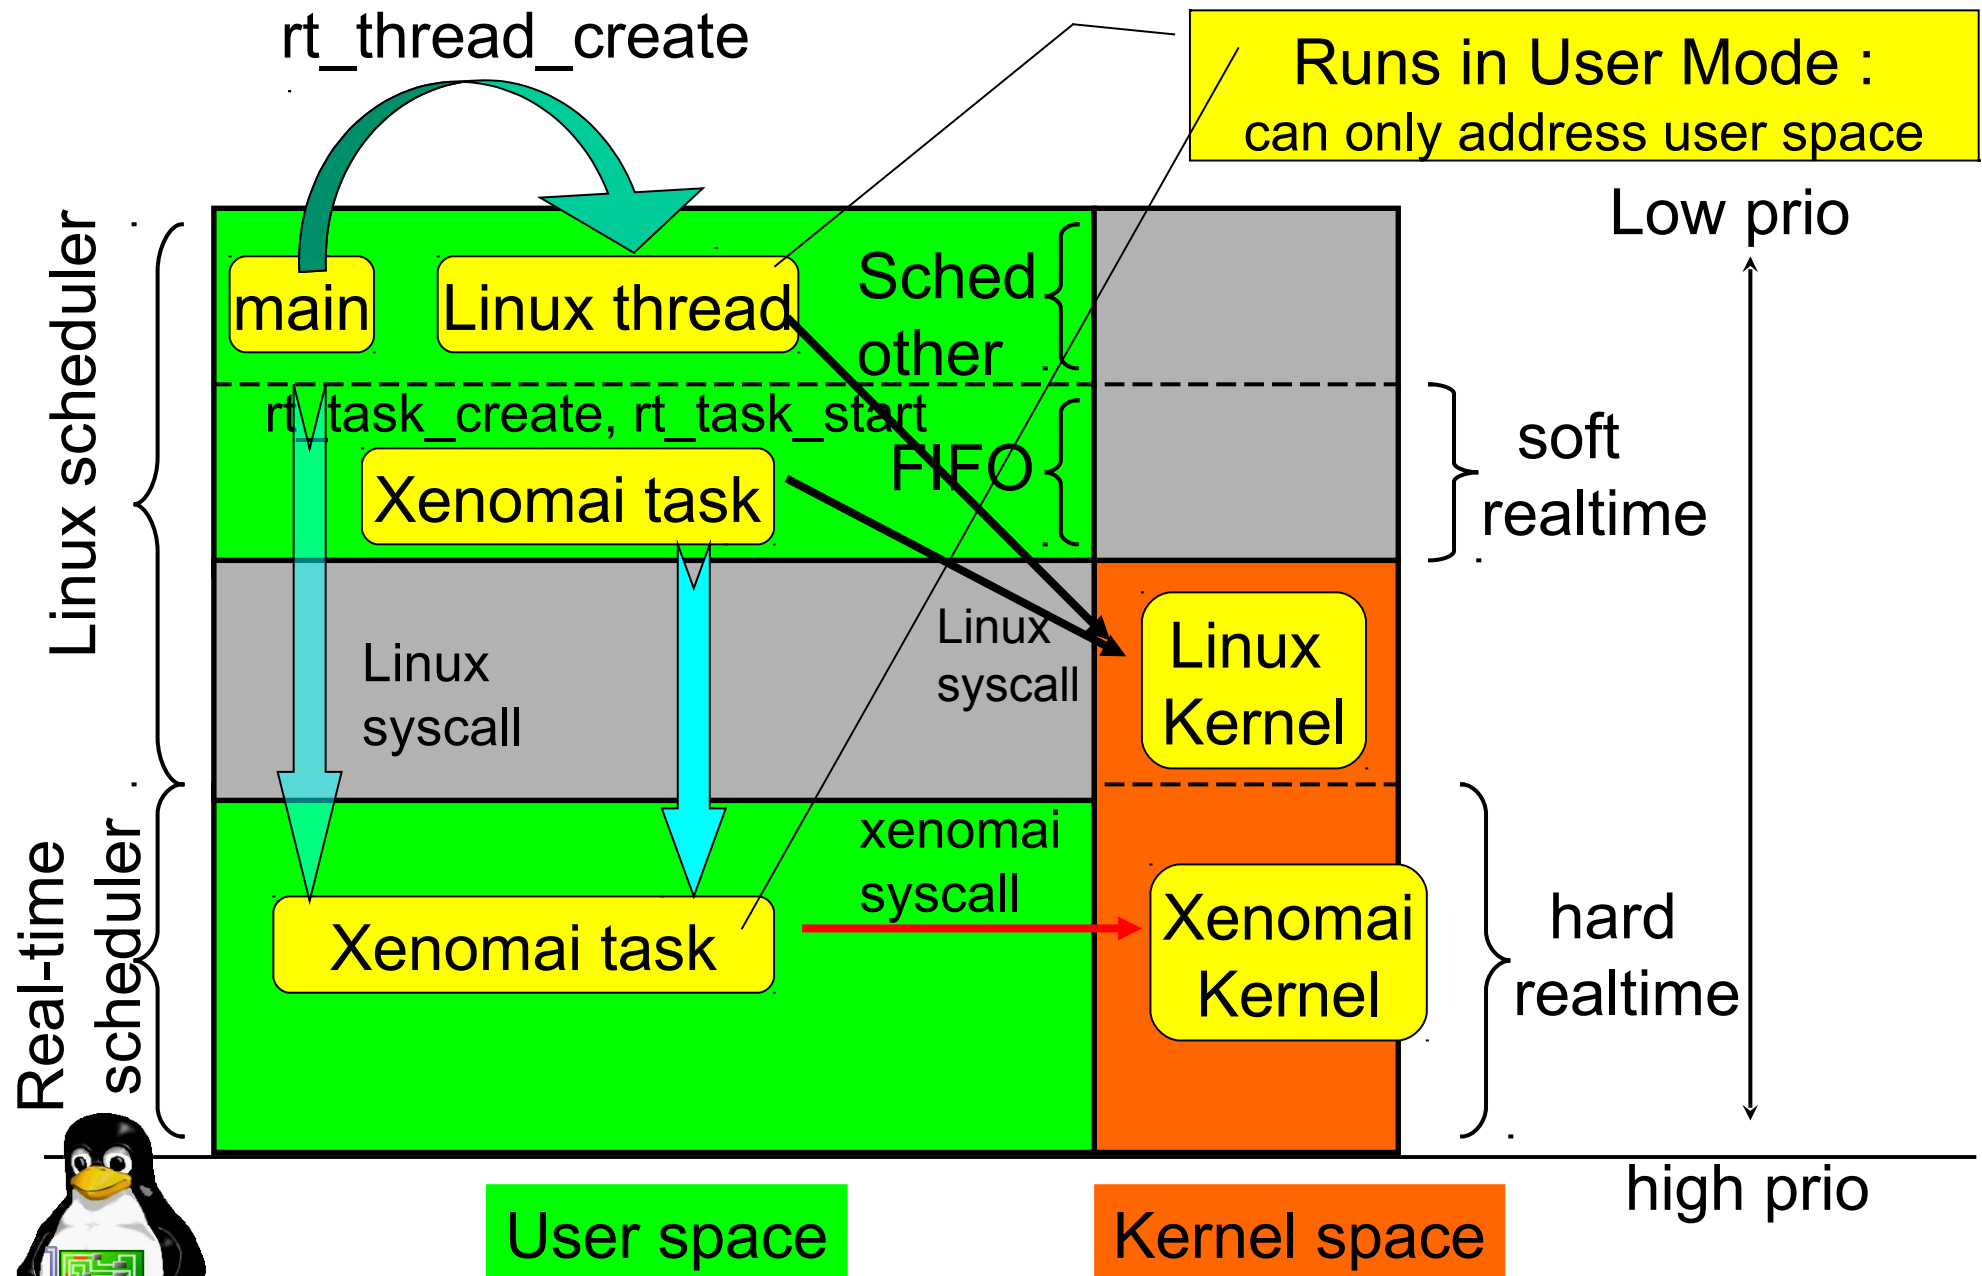 rt_thread_create
Runs in User Mode :
can only address user space
Low prio
Linux scheduler
main
Linux thread
Sched
other
rt_task_create, rt_task_start
FIFO
Xenomai task
soft
realtime
Linux
syscall
Linux
syscall
Linux
Kernel
Real-time
scheduler
xenomai
syscall
Xenomai task
Xenomai
Kernel
hard
realtime
high prio
User space
Kernel space